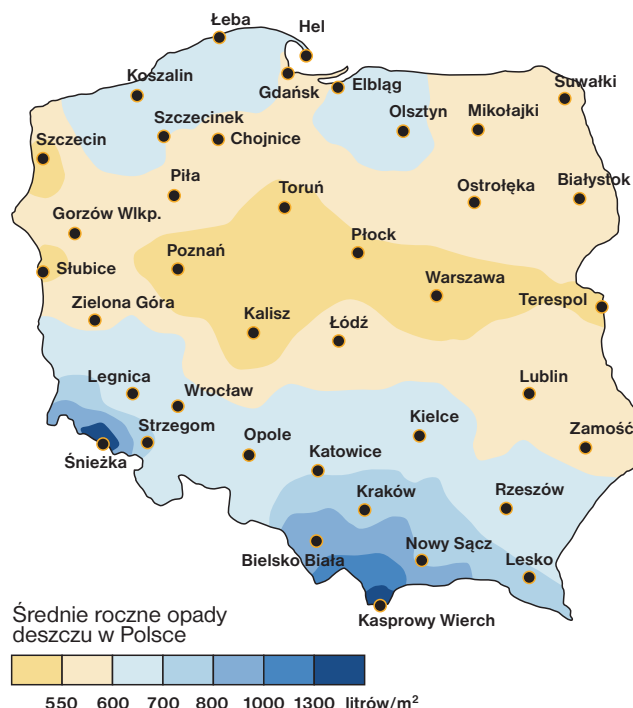 Łeba
Hel
Koszalin
Gdańsk
Elbląg
Suwałki
Szczecinek
Olsztyn
Mikołajki
Szczecin
Chojnice
Piła
Toruń
Ostrołęka
Białystok
Gorzów Wlkp.
Poznań
Płock
Słubice
Warszawa
Terespol
Zielona Góra
Kalisz
Łódź
Legnica
Wrocław
Lublin
Strzegom
Kielce
Zamość
Śnieżka
Opole
Katowice
Kraków
Rzeszów
Bielsko Biała
Nowy Sącz
Lesko
Kasprowy Wierch
Średnie roczne opady
deszczu w Polsce
550 600 700 800 1000 1300 litrów/m²